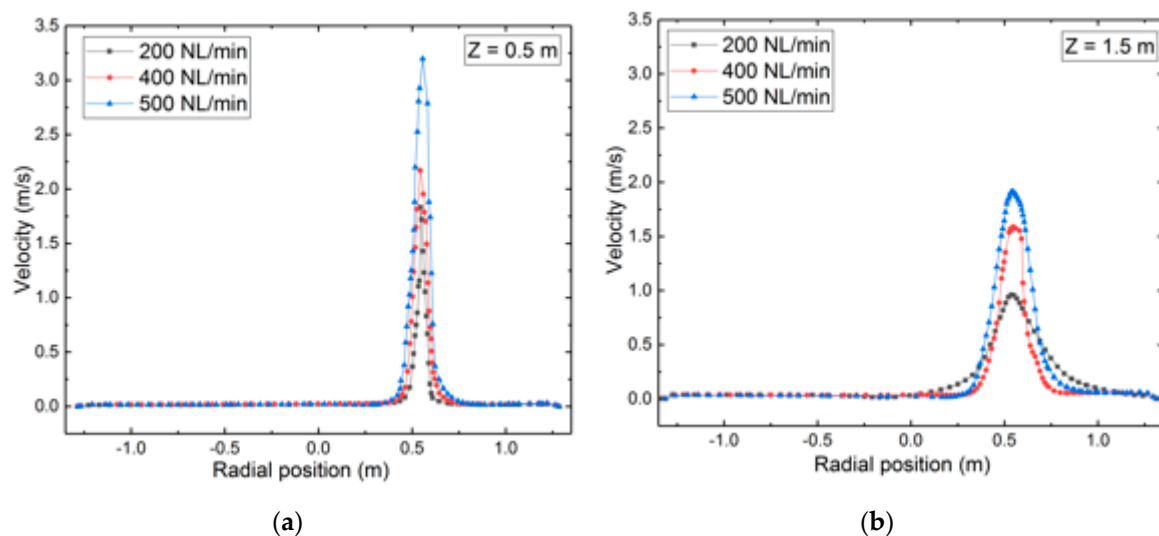 3.5
3.0
2.5
2.0
1.5
1.0
0.5
0.0
Velocity (m/s)
200 NL/min
400 NL/min
500 NL/min
Z = 0.5 m
-1.0 -0.5 0.0 0.5 1.0
Radial position (m)
(a)
3.5
3.0
2.5
2.0
1.5
1.0
0.5
0.0
Velocity (m/s)
200 NL/min
400 NL/min
500 NL/min
Z = 1.5 m
-1.0 -0.5 0.0 0.5 1.0
Radial position (m)
(b)